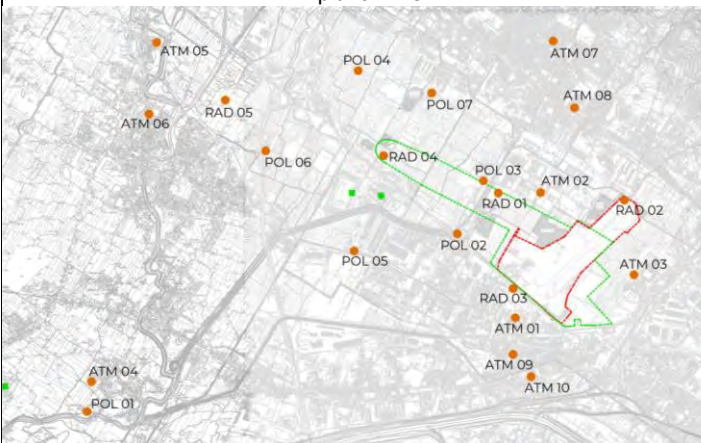 ATM 05
ATM 07
POL 04
POL 07
RAD 05
ATM 08
ATM 06
POL 06
RAD 04
POL 03
ATM 02
RAD 01
RAD 02
POL 02
POL 05
ATM 03
RAD 03
ATM 01
ATM 09
ATM 04
ATM 10
POL 01